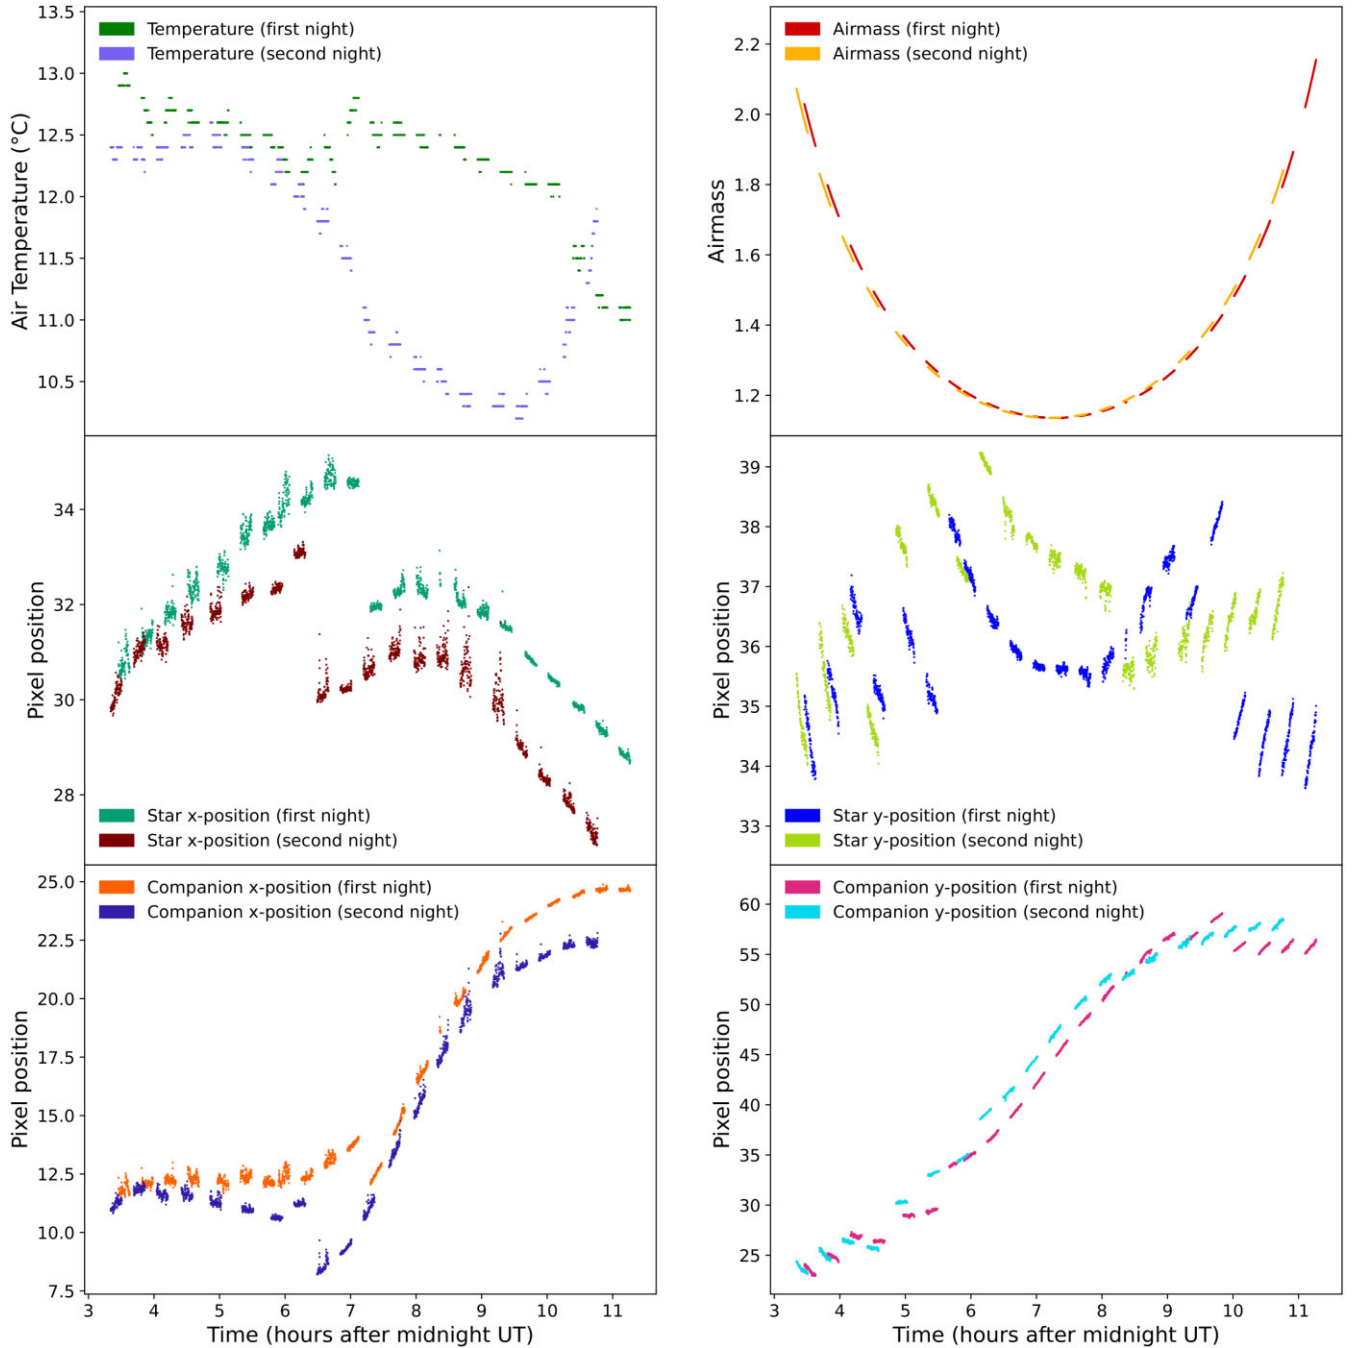 Temperature (first night)
Temperature (second night)
Air Temperature (°C)
13.5
13.0
12.5
12.0
11.5
11.0
10.5
Airmass (first night)
Airmass (second night)
Airmass
2.2
2.0
1.8
1.6
1.4
1.2
Pixel position
34
32
30
28
Star x-position (first night)
Star x-position (second night)
Pixel position
39
38
37
36
35
34
33
Star y-position (first night)
Star y-position (second night)
Companion x-position (first night)
Companion x-position (second night)
Pixel position
25.0
22.5
20.0
17.5
15.0
12.5
10.0
7.5
3 4 5 6 7 8 9 10 11
Time (hours after midnight UT)
Companion y-position (first night)
Companion y-position (second night)
Pixel position
60
55
50
45
40
35
30
25
3 4 5 6 7 8 9 10 11
Time (hours after midnight UT)